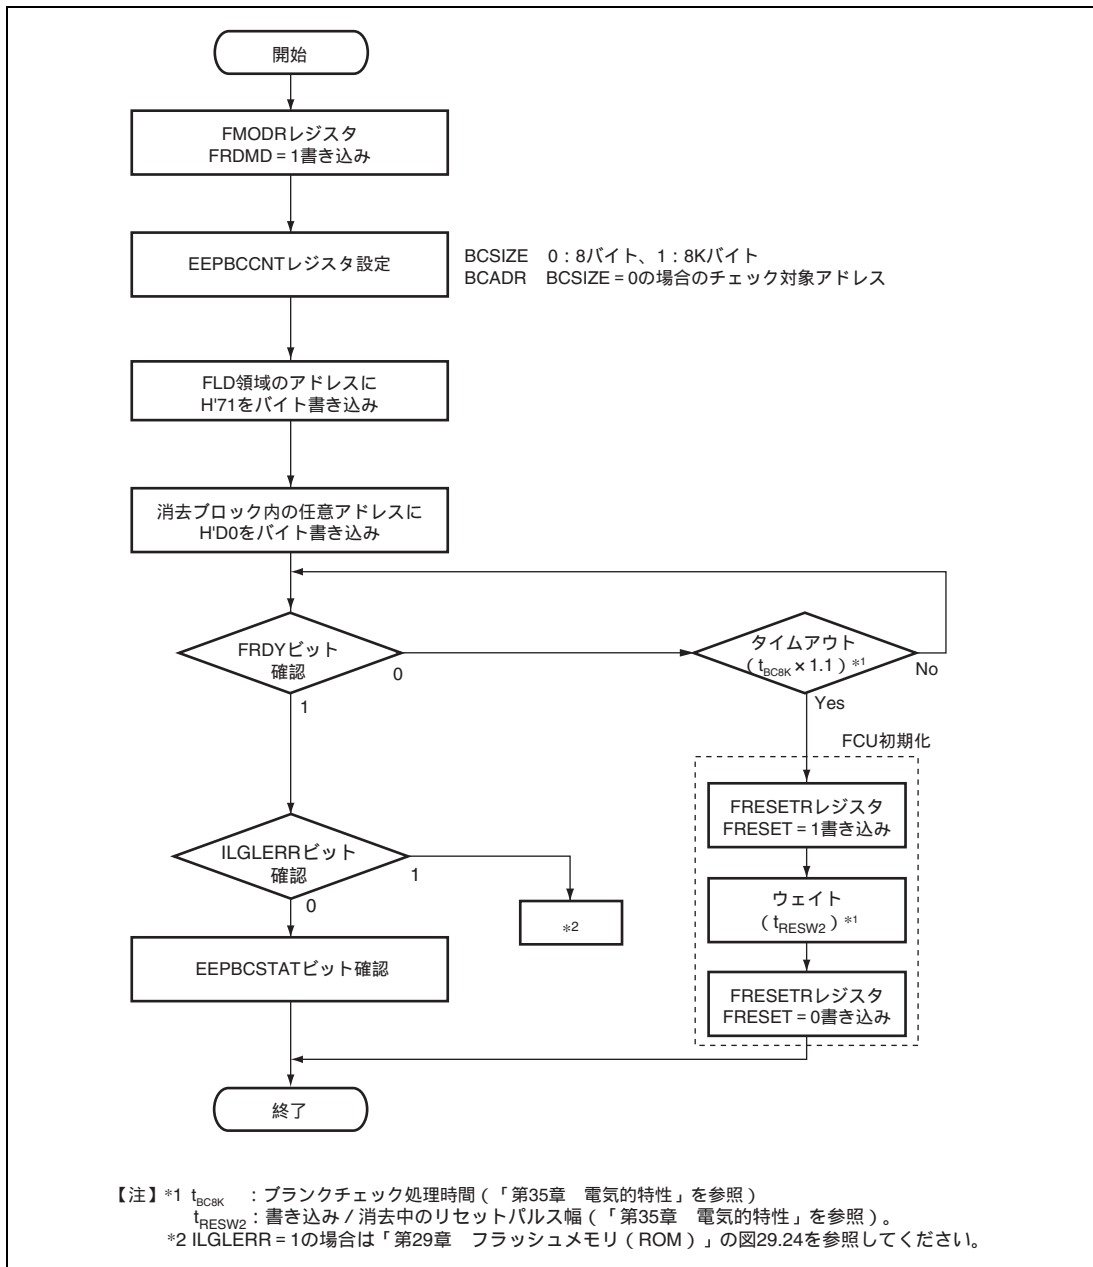 開始
FMODRレジスタ
FRDMD = 1書き込み
EEPBCCNTレジスタ設定
BCSIZE 0：8バイト、1：8Kバイト
BCADR BCSIZE = 0の場合のチェック対象アドレス
FLD領域のアドレスに
H'71をバイト書き込み
消去ブロック内の任意アドレスに
H'D0をバイト書き込み
FRDYビット
確認
0
1
タイムアウト
（tBC8K × 1.1）*1
No
Yes
FCU初期化
FRESETRレジスタ
FRESET = 1書き込み
ウェイト
（tRESW2）*1
FRESETRレジスタ
FRESET = 0書き込み
ILGLERRビット
確認
1
0
*2
EEPBCSTATビット確認
終了
【注】*1 tBC8K ：ブランクチェック処理時間（「第35章 電気的特性」を参照）
tRESW2：書き込み / 消去中のリセットパルス幅（「第35章 電気的特性」を参照）。
*2 ILGLERR = 1の場合は「第29章 フラッシュメモリ（ROM）」の図29.24を参照してください。